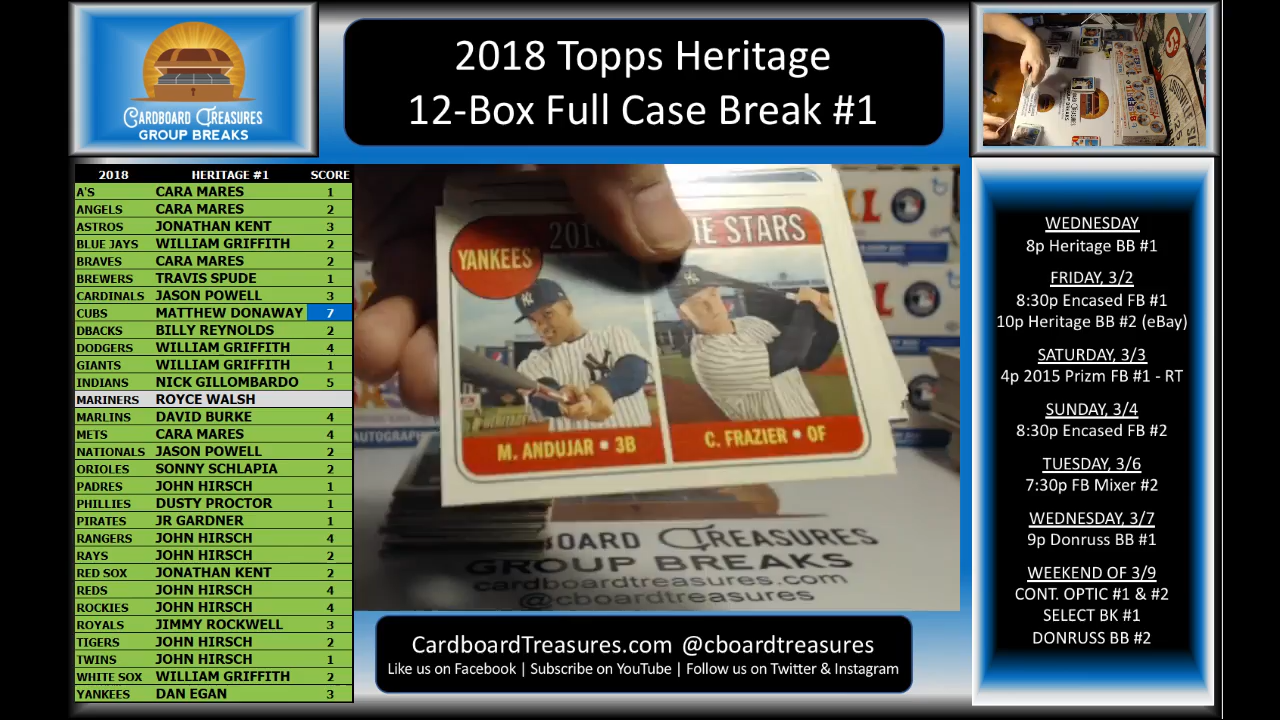 CARDBOARD TREASURES
GROUP BREAKS
2018 Topps Heritage
12-Box Full Case Break #1
2018 HERITAGE #1 SCORE
A'S CARA MARES 1
ANGELS CARA MARES 2
ASTROS JONATHAN KENT 3
BLUE JAYS WILLIAM GRIFFITH 2
BRAVES CARA MARES 2
BREWERS TRAVIS SPUDE 1
CARDINALS JASON POWELL 3
CUBS MATTHEW DONAWAY 7
DBACKS BILLY REYNOLDS 2
DODGERS WILLIAM GRIFFITH 4
GIANTS WILLIAM GRIFFITH 1
INDIANS NICK GILLOMBARDO 5
MARINERS ROYCE WALSH
MARLINS DAVID BURKE 4
METS CARA MARES 4
NATIONALS JASON POWELL 2
ORIOLES SONNY SCHLAPIA 2
PADRES JOHN HIRSCH 1
PHILLIES DUSTY PROCTOR 1
PIRATES JR GARDNER 1
RANGERS JOHN HIRSCH 4
RAYS JOHN HIRSCH 2
RED SOX JONATHAN KENT 2
REDS JOHN HIRSCH 4
ROCKIES JOHN HIRSCH 4
ROYALS JIMMY ROCKWELL 3
TIGERS JOHN HIRSCH 2
TWINS JOHN HIRSCH 1
WHITE SOX WILLIAM GRIFFITH 2
YANKEES DAN EGAN 3
YANKEES
STARS
M. ANDUJAR • 3B
C. FRAZIER • OF
OARD TREASURES
GROUP BREAKS
cardboardtreasures.com
@cboardtreasures
CardboardTreasures.com @cboardtreasures
Like us on Facebook | Subscribe on YouTube | Follow us on Twitter & Instagram
WEDNESDAY
8p Heritage BB #1
FRIDAY, 3/2
8:30p Encased FB #1
10p Heritage BB #2 (eBay)
SATURDAY, 3/3
4p 2015 Prizm FB #1 - RT
SUNDAY, 3/4
8:30p Encased FB #2
TUESDAY, 3/6
7:30p FB Mixer #2
WEDNESDAY, 3/7
9p Donruss BB #1
WEEKEND OF 3/9
CONT. OPTIC #1 & #2
SELECT BK #1
DONRUSS BB #2